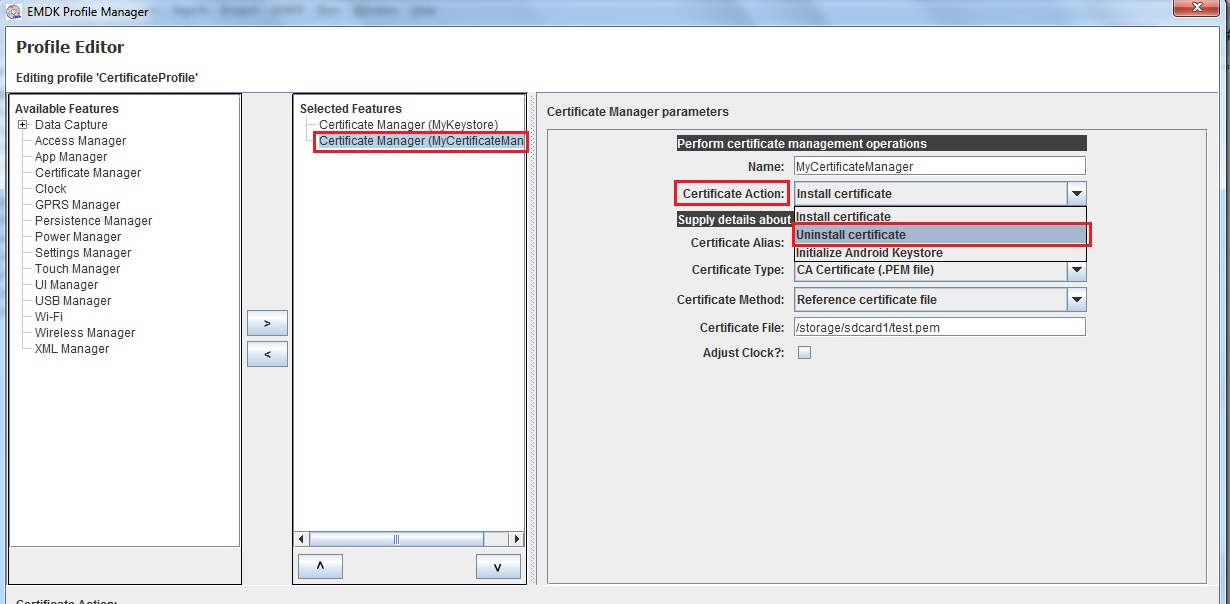 EMDK Profile Manager
Profile Editor
Editing profile 'CertificateProfile'
Available Features
Data Capture
Access Manager
App Manager
Certificate Manager
Clock
GPRS Manager
Persistence Manager
Power Manager
Settings Manager
Touch Manager
UI Manager
USB Manager
Wi-Fi
Wireless Manager
XML Manager
>
<
Selected Features
Certificate Manager (MyKeystore)
Certificate Manager (MyCertificateMan
^
v
Certificate Manager parameters
Perform certificate management operations
Name: MyCertificateManager
Certificate Action: Install certificate
Install certificate
Uninstall certificate
Initialize Android Keystore
Supply details about
Certificate Alias:
Certificate Type: CA Certificate (.PEM file)
Certificate Method: Reference certificate file
Certificate File: /storage/sdcard1/test.pem
Adjust Clock?:
Certificate Action: